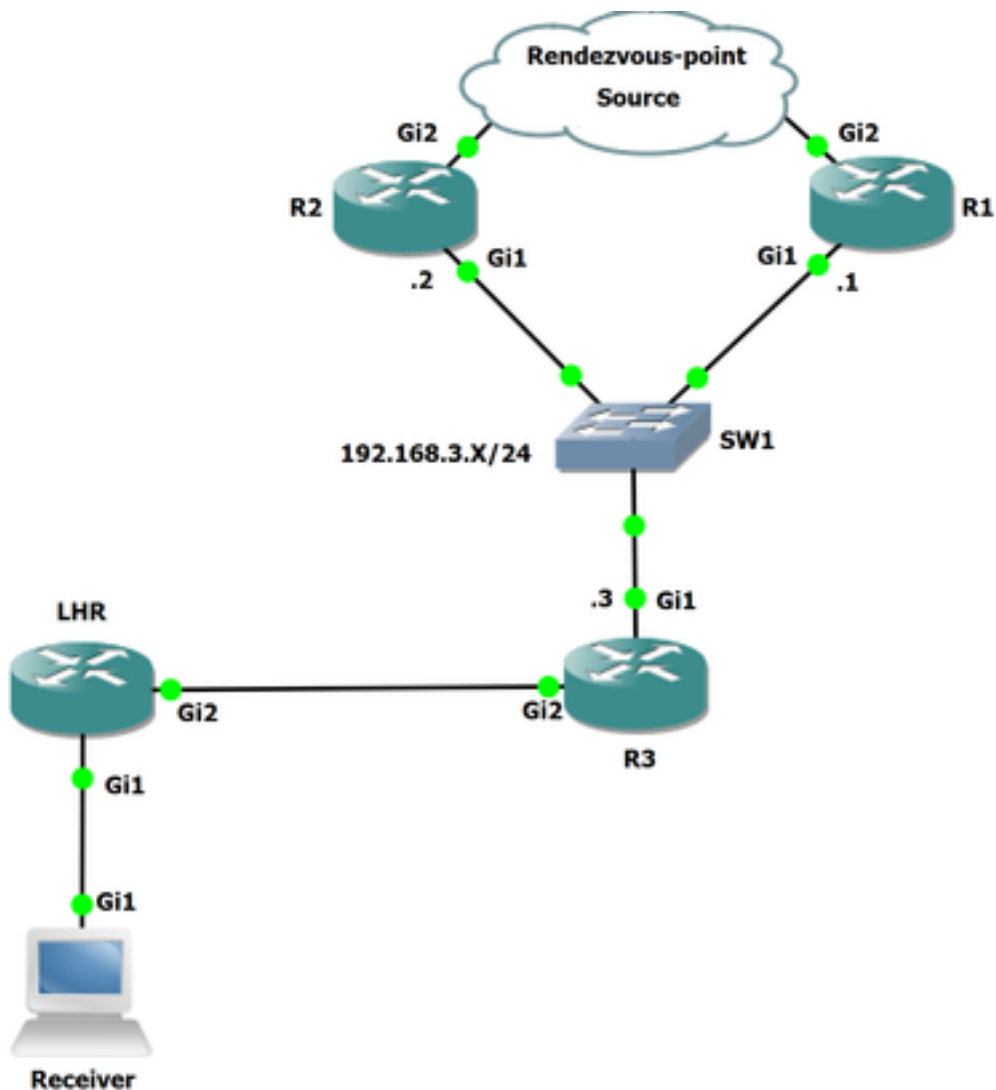 Rendezvous-point
Source
Gi2
Gi2
R2
R1
Gi1
Gi1
.2
.1
192.168.3.X/24
SW1
.3
Gi1
LHR
Gi2
Gi2
R3
Gi1
Gi1
Receiver